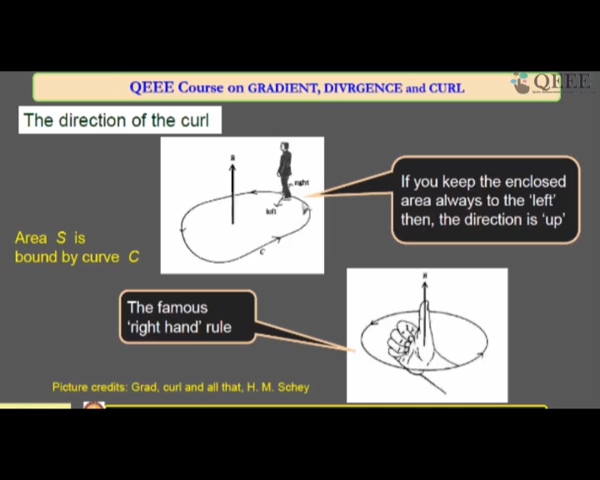 QEEE Course on GRADIENT, DIVRGENCE and CURL
QEEE
The direction of the curl
n
right
left
C
If you keep the enclosed
area always to the 'left'
then, the direction is 'up'
Area S is
bound by curve C
The famous
'right hand' rule
Picture credits: Grad, curl and all that, H. M. Schey